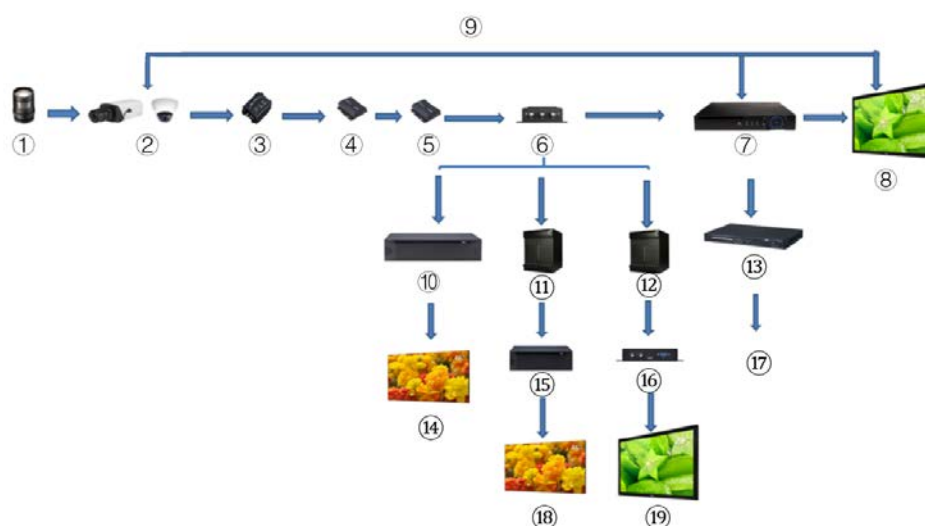 ⑨
① ② ③ ④ ⑤ ⑥ ⑦ ⑧
⑩ ⑪ ⑫ ⑬
⑭ ⑮ ⑯ ⑰
⑱ ⑲